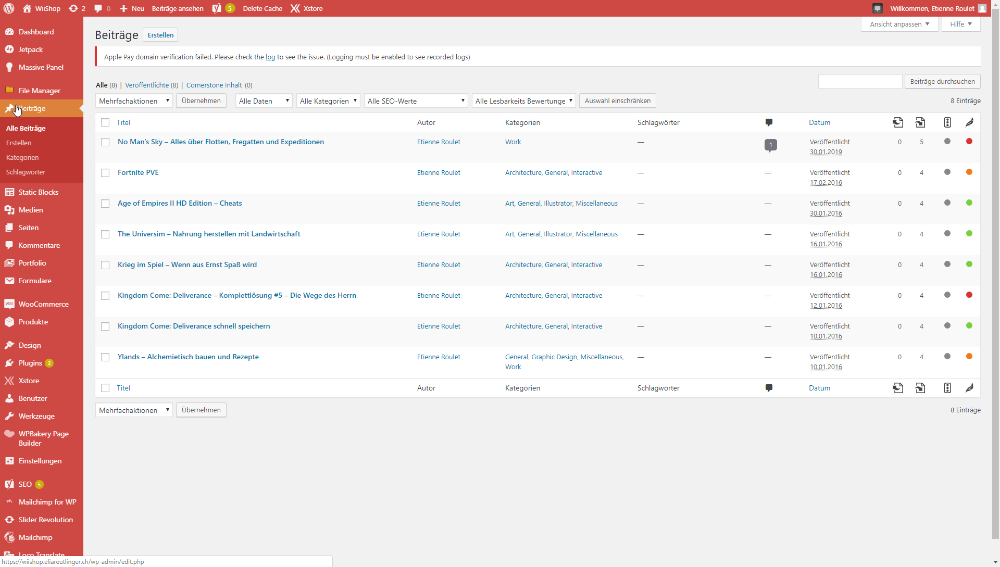 WiiShop
2
0
Neu
Beiträge ansehen
5
Delete Cache
Xstore
Willkommen, Etienne Roulet
Dashboard
Jetpack
Massive Panel
File Manager
Beiträge
Alle Beiträge
Erstellen
Kategorien
Schlagwörter
Static Blocks
Medien
Seiten
Kommentare
Portfolio
Formulare
WooCommerce
Produkte
Design
Plugins 2
Xstore
Benutzer
Werkzeuge
WPBakery Page
Builder
Einstellungen
SEO 5
Mailchimp for WP
Slider Revolution
Mailchimp
Loco Translate
Ansicht anpassen
Hilfe
Beiträge Erstellen
Apple Pay domain verification failed. Please check the log to see the issue. (Logging must be enabled to see recorded logs)
Alle (8) | Veröffentlichte (8) | Cornerstone Inhalt (0)
Beiträge durchsuchen
Mehrfachaktionen Übernehmen Alle Daten Alle Kategorien Alle SEO-Werte Alle Lesbarkeits Bewertunge Auswahl einschränken 8 Einträge
Titel Autor Kategorien Schlagwörter Datum
No Man's Sky – Alles über Flotten, Fregatten und Expeditionen Etienne Roulet Work — 1 Veröffentlicht 0 5
30.01.2019
Fortnite PVE Etienne Roulet Architecture, General, Interactive — — Veröffentlicht 0 4
17.02.2016
Age of Empires II HD Edition – Cheats Etienne Roulet Art, General, Illustrator, Miscellaneous — — Veröffentlicht 0 4
30.01.2016
The Universim – Nahrung herstellen mit Landwirtschaft Etienne Roulet Art, General, Illustrator, Miscellaneous — — Veröffentlicht 0 4
16.01.2016
Krieg im Spiel – Wenn aus Ernst Spaß wird Etienne Roulet Architecture, General, Interactive — — Veröffentlicht 0 4
16.01.2016
Kingdom Come: Deliverance – Komplettlösung #5 – Die Wege des Herrn Etienne Roulet Architecture, General, Interactive — — Veröffentlicht 0 4
12.01.2016
Kingdom Come: Deliverance schnell speichern Etienne Roulet Architecture, General, Interactive — — Veröffentlicht 0 4
10.01.2016
Ylands – Alchemietisch bauen und Rezepte Etienne Roulet General, Graphic Design, Miscellaneous, — — Veröffentlicht 0 4
Work 10.01.2016
Titel Autor Kategorien Schlagwörter Datum
Mehrfachaktionen Übernehmen 8 Einträge
https://wiishop.eliareutlinger.ch/wp-admin/edit.php